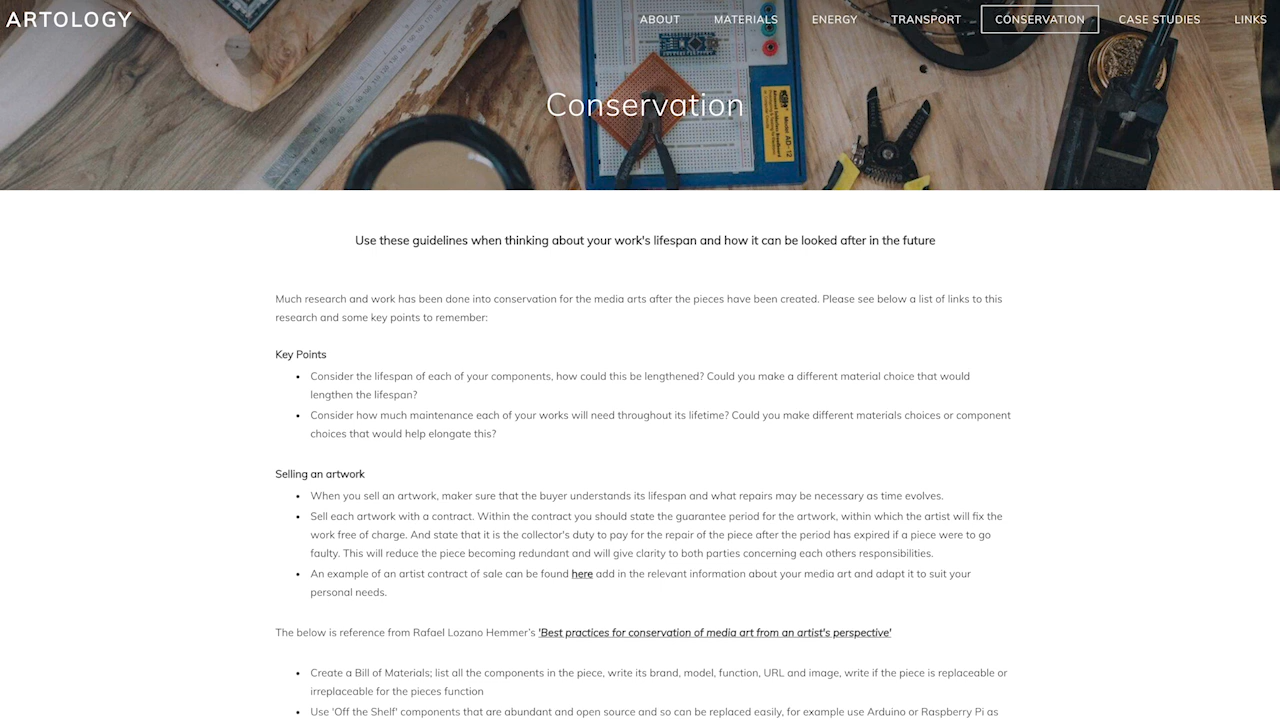 ARTOLOGY
ABOUT MATERIALS ENERGY TRANSPORT CONSERVATION CASE STUDIES LINKS
Model AD-12
Conservation
Use these guidelines when thinking about your work's lifespan and how it can be looked after in the future
Much research and work has been done into conservation for the media arts after the pieces have been created. Please see below a list of links to this
research and some key points to remember:
Key Points
• Consider the lifespan of each of your components, how could this be lengthened? Could you make a different material choice that would
lengthen the lifespan?
• Consider how much maintenance each of your works will need throughout its lifetime? Could you make different materials choices or component
choices that would help elongate this?
Selling an artwork
• When you sell an artwork, maker sure that the buyer understands its lifespan and what repairs may be necessary as time evolves.
• Sell each artwork with a contract. Within the contract you should state the guarantee period for the artwork, within which the artist will fix the
work free of charge. And state that it is the collector's duty to pay for the repair of the piece after the period has expired if a piece were to go
faulty. This will reduce the piece becoming redundant and will give clarity to both parties concerning each others responsibilities.
• An example of an artist contract of sale can be found here add in the relevant information about your media art and adapt it to suit your
personal needs.
The below is reference from Rafael Lozano Hemmer's 'Best practices for conservation of media art from an artist's perspective'
• Create a Bill of Materials; list all the components in the piece, write its brand, model, function, URL and image, write if the piece is replaceable or
irreplaceable for the pieces function
• Use 'Off the Shelf' components that are abundant and open source and so can be replaced easily, for example use Arduino or Raspberry Pi as